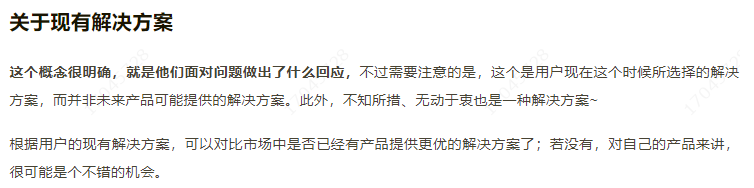 关于现有解决方案
这个概念很明确，就是他们面对问题做出了什么回应，不过需要注意的是，这个是用户现在这个时候所选择的解决
方案，而并非未来产品可能提供的解决方案。此外，不知所措、无动于衷也是一种解决方案~
根据用户的现有解决方案，可以对比市场中是否已经有产品提供更优的解决方案了；若没有，对自己的产品来讲，
很可能是个不错的机会。